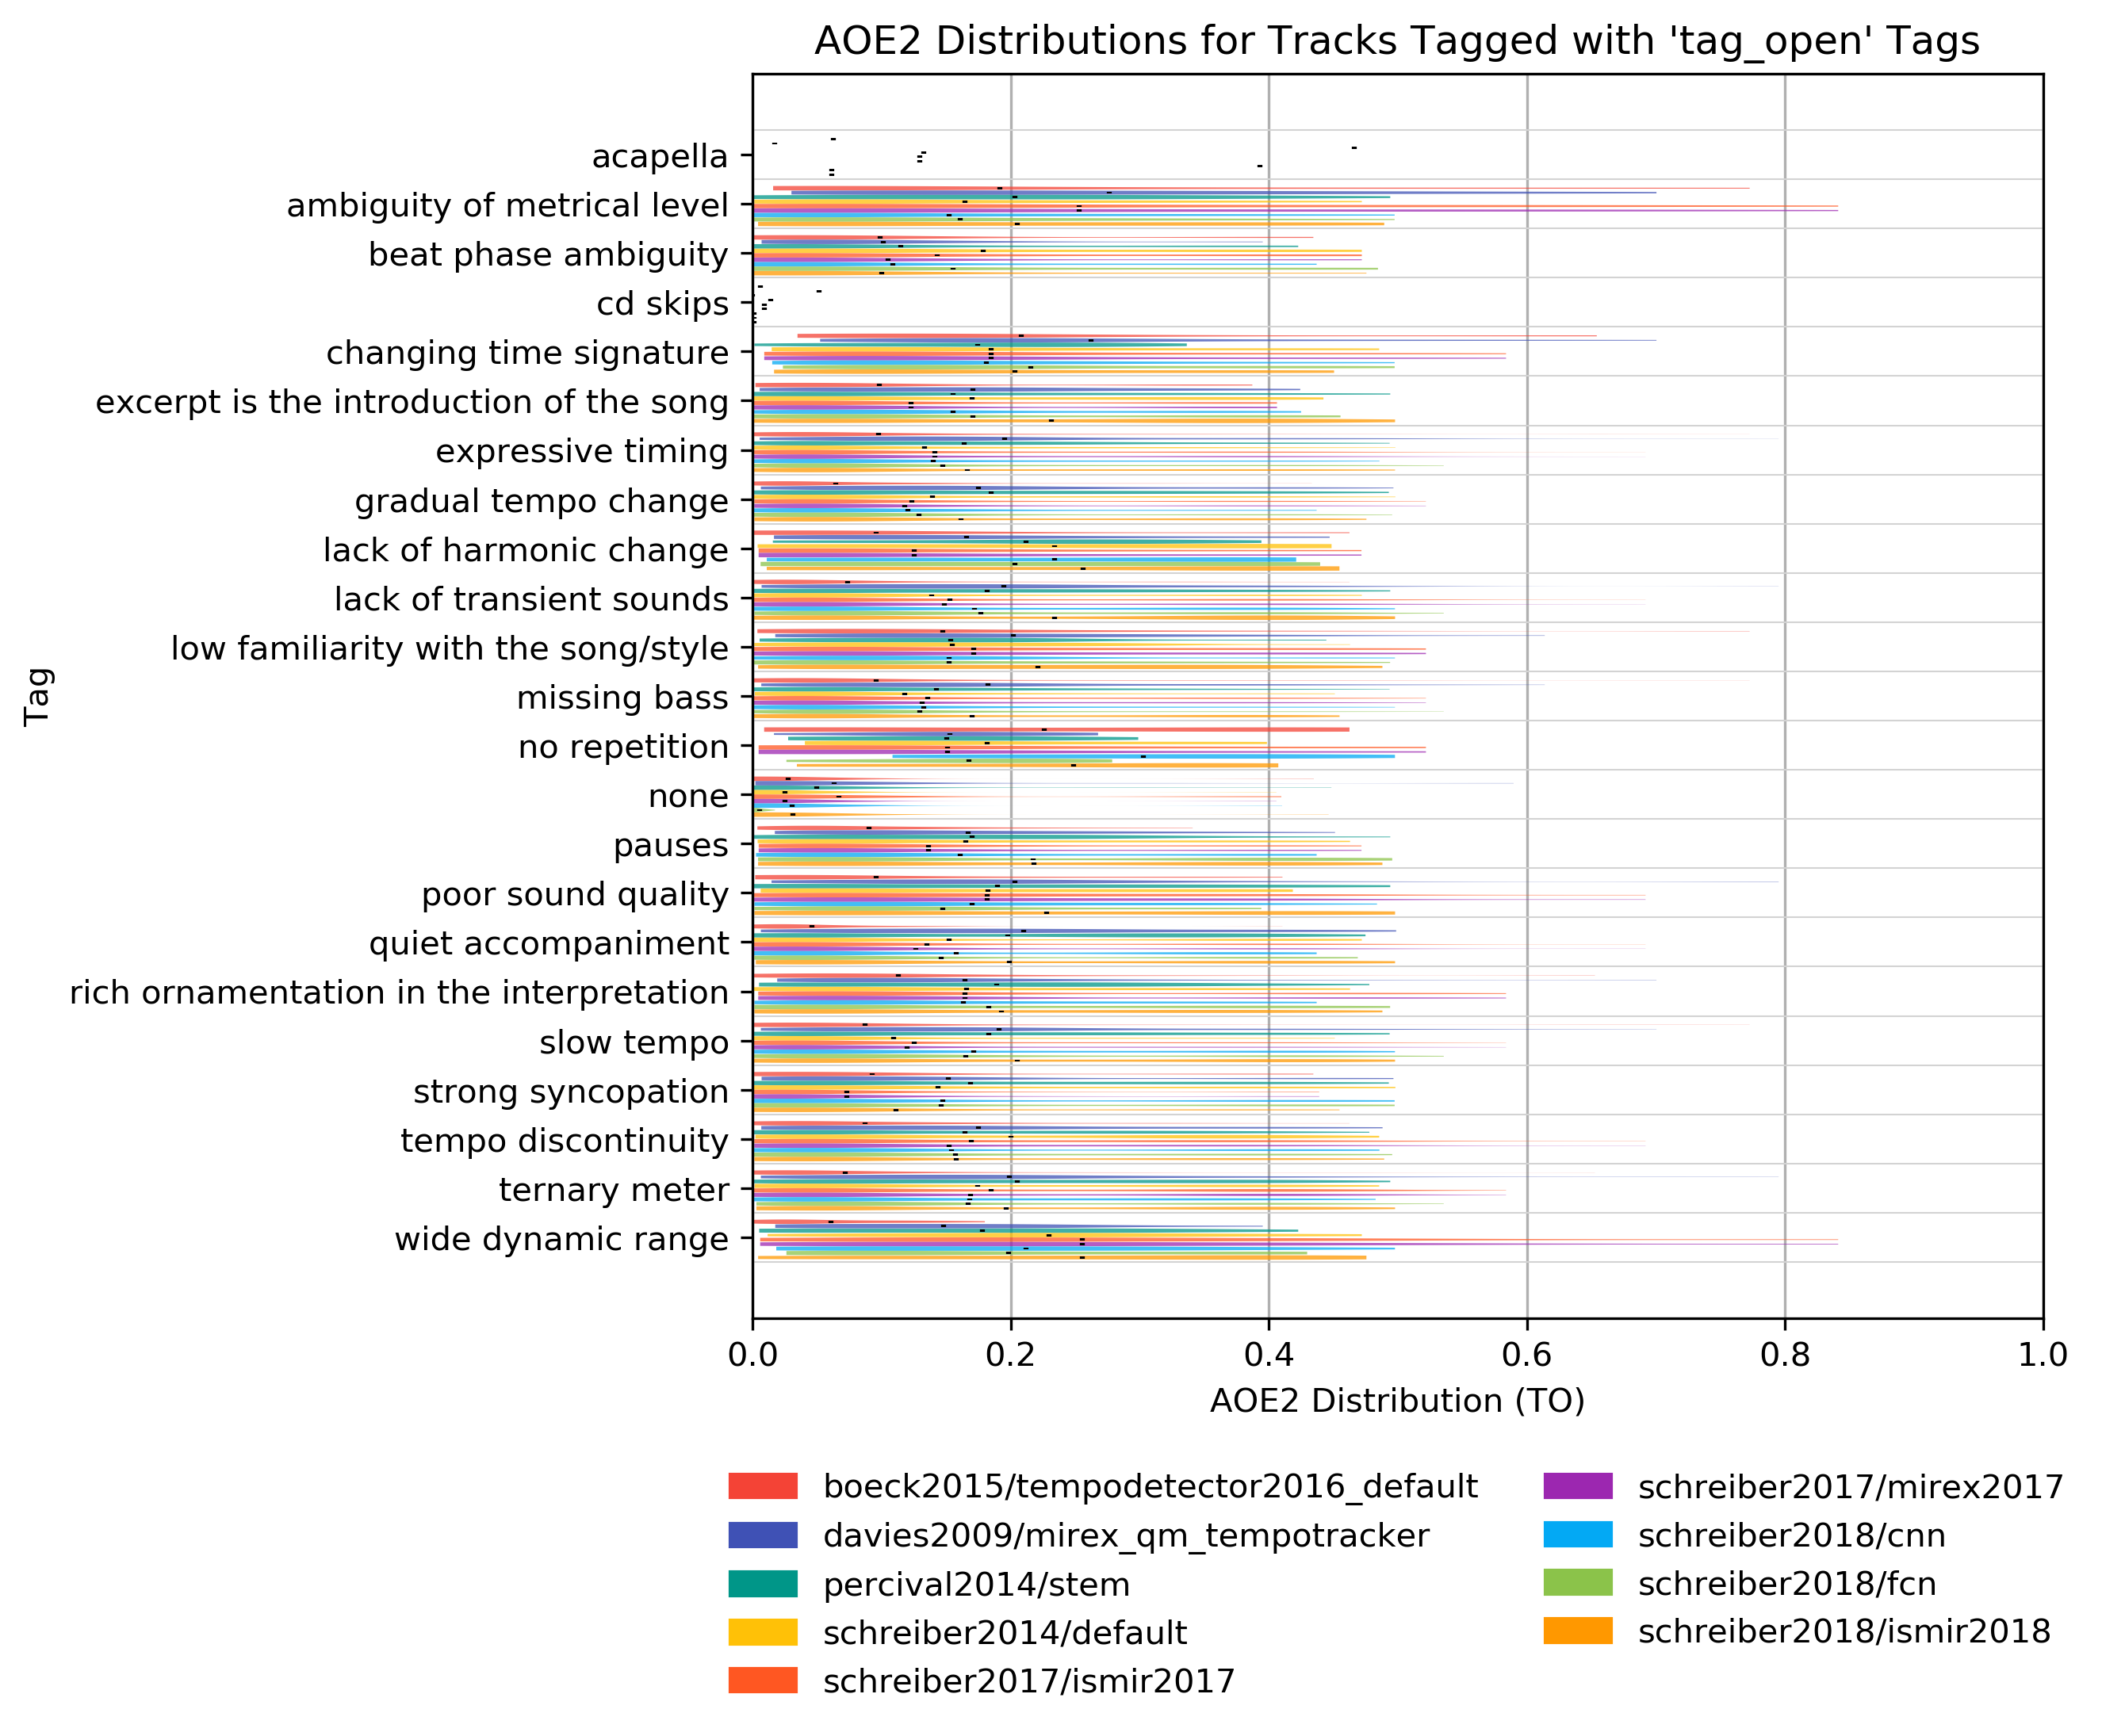 AOE2 Distributions for Tracks Tagged with 'tag_open' Tags
acapella
ambiguity of metrical level
beat phase ambiguity
cd skips
changing time signature
excerpt is the introduction of the song
expressive timing
gradual tempo change
lack of harmonic change
lack of transient sounds
low familiarity with the song/style
missing bass
no repetition
none
pauses
poor sound quality
quiet accompaniment
rich ornamentation in the interpretation
slow tempo
strong syncopation
tempo discontinuity
ternary meter
wide dynamic range
Tag
0.0 0.2 0.4 0.6 0.8 1.0
AOE2 Distribution (TO)
boeck2015/tempodetector2016_default
davies2009/mirex_qm_tempotracker
percival2014/stem
schreiber2014/default
schreiber2017/ismir2017
schreiber2017/mirex2017
schreiber2018/cnn
schreiber2018/fcn
schreiber2018/ismir2018